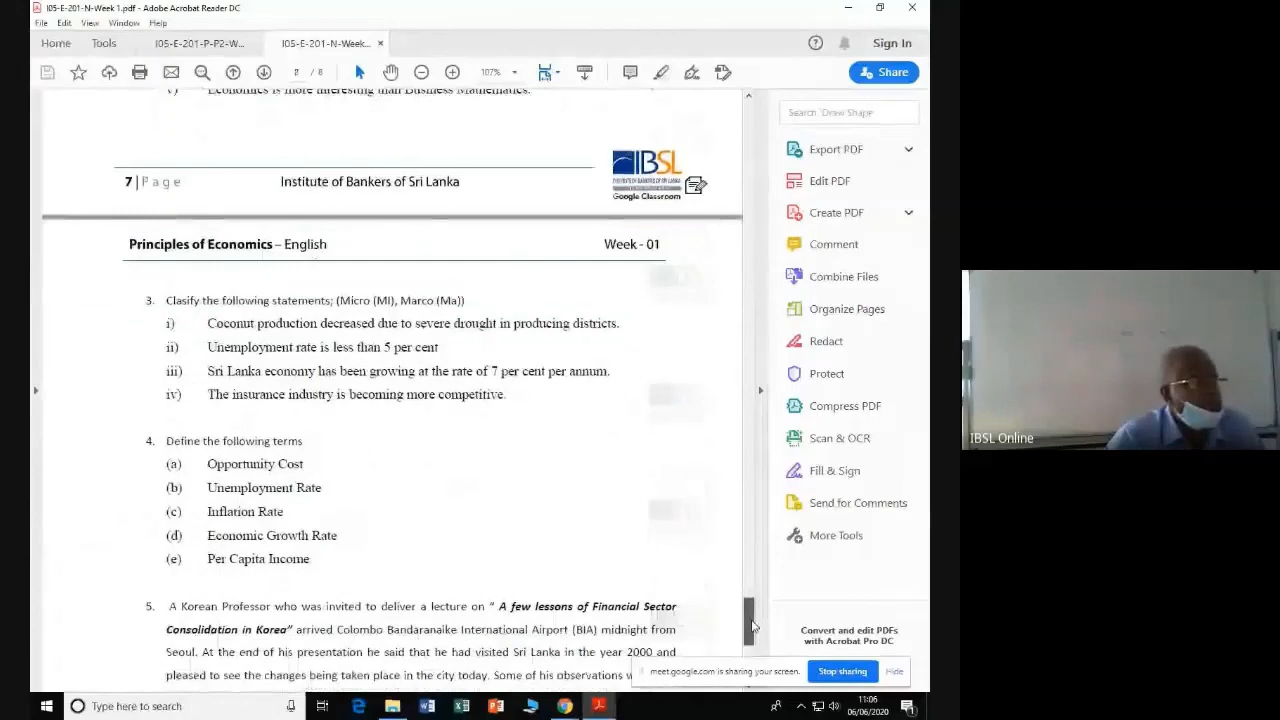 I05-E-201-N-Week 1.pdf - Adobe Acrobat Reader DC
File Edit View Window Help
Home Tools I05-E-201-P-P2-W... I05-E-201-N-Week... × Sign In
2 / 8 107% Share
v) Economics is more interesting than Business Mathematics.
7 | Page Institute of Bankers of Sri Lanka
IBSL
INSTITUTE OF BANKERS OF SRI LANKA
Google Classroom
Principles of Economics – English Week - 01
3. Clasify the following statements; (Micro (MI), Marco (Ma))
i) Coconut production decreased due to severe drought in producing districts.
ii) Unemployment rate is less than 5 per cent
iii) Sri Lanka economy has been growing at the rate of 7 per cent per annum.
iv) The insurance industry is becoming more competitive.
4. Define the following terms
(a) Opportunity Cost
(b) Unemployment Rate
(c) Inflation Rate
(d) Economic Growth Rate
(e) Per Capita Income
5. A Korean Professor who was invited to deliver a lecture on " A few lessons of Financial Sector
Consolidation in Korea" arrived Colombo Bandaranaike International Airport (BIA) midnight from
Seoul. At the end of his presentation he said that he had visited Sri Lanka in the year 2000 and
pleased to see the changes being taken place in the city today. Some of his observations w
Search 'Draw Shape'
Export PDF
Edit PDF
Create PDF
Comment
Combine Files
Organize Pages
Redact
Protect
Compress PDF
Scan & OCR
Fill & Sign
Send for Comments
More Tools
Convert and edit PDFs
with Acrobat Pro DC
meet.google.com is sharing your screen. Stop sharing Hide
Type here to search
11:06
06/06/2020
IBSL Online